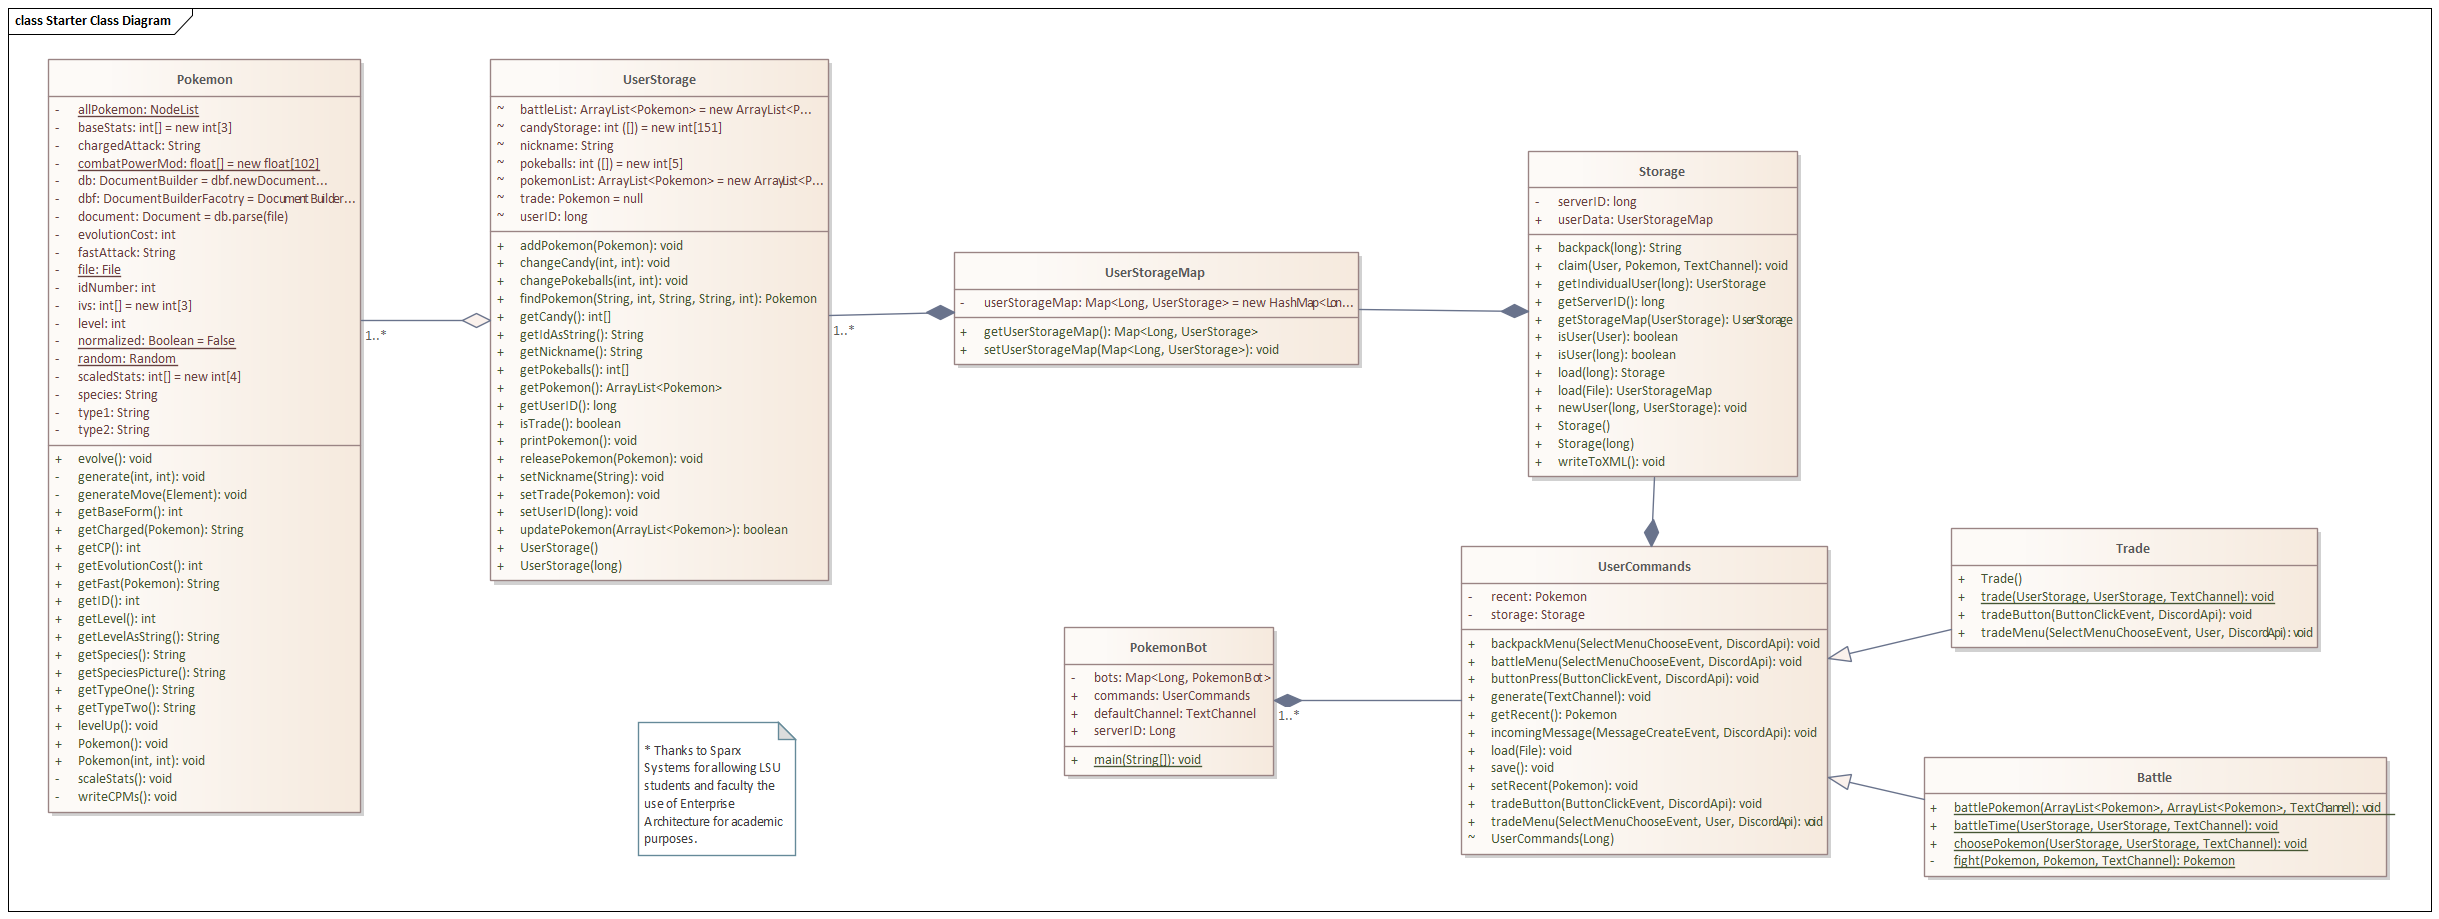 class Starter Class Diagram
Pokemon
- allPokemon: NodeList
- baseStats: int[] = new int[3]
- chargedAttack: String
- combatPowerMod: float[] = new float[102]
- db: DocumentBuilder = dbf.newDocument...
- dbf: DocumentBuilderFacotry = DocumentBuilder...
- document: Document = db.parse(file)
- evolutionCost: int
- fastAttack: String
- file: File
- idNumber: int
- ivs: int[] = new int[3]
- level: int
- normalized: Boolean = False
- random: Random
- scaledStats: int[] = new int[4]
- species: String
- type1: String
- type2: String
+ evolve(): void
- generate(int, int): void
- generateMove(Element): void
+ getBaseForm(): int
+ getCharged(Pokemon): String
+ getCP(): int
+ getEvolutionCost(): int
+ getFast(Pokemon): String
+ getID(): int
+ getLevel(): int
+ getLevelAsString(): String
+ getSpecies(): String
+ getSpeciesPicture(): String
+ getTypeOne(): String
+ getTypeTwo(): String
+ levelUp(): void
+ Pokemon(): void
+ Pokemon(int, int): void
- scaleStats(): void
- writeCPMs(): void
1..*
UserStorage
~ battleList: ArrayList<Pokemon> = new ArrayList<P...
~ candyStorage: int ([]) = new int[151]
~ nickname: String
~ pokeballs: int ([]) = new int[5]
~ pokemonList: ArrayList<Pokemon> = new ArrayList<P...
~ trade: Pokemon = null
~ userID: long
+ addPokemon(Pokemon): void
+ changeCandy(int, int): void
+ changePokeballs(int, int): void
+ findPokemon(String, int, String, String, int): Pokemon
+ getCandy(): int[]
+ getIdAsString(): String
+ getNickname(): String
+ getPokeballs(): int[]
+ getPokemon(): ArrayList<Pokemon>
+ getUserID(): long
+ isTrade(): boolean
+ printPokemon(): void
+ releasePokemon(Pokemon): void
+ setNickname(String): void
+ setTrade(Pokemon): void
+ setUserID(long): void
+ updatePokemon(ArrayList<Pokemon>): boolean
+ UserStorage()
+ UserStorage(long)
1..*
UserStorageMap
- userStorageMap: Map<Long, UserStorage> = new HashMap<Lon...
+ getUserStorageMap(): Map<Long, UserStorage>
+ setUserStorageMap(Map<Long, UserStorage>): void
Storage
- serverID: long
+ userData: UserStorageMap
+ backpack(long): String
+ claim(User, Pokemon, TextChannel): void
+ getIndividualUser(long): UserStorage
+ getServerID(): long
+ getStorageMap(UserStorage): UserStorage
+ isUser(User): boolean
+ isUser(long): boolean
+ load(long): Storage
+ load(File): UserStorageMap
+ newUser(long, UserStorage): void
+ Storage()
+ Storage(long)
+ writeToXML(): void
UserCommands
- recent: Pokemon
- storage: Storage
+ backpackMenu(SelectMenuChooseEvent, DiscordApi): void
+ battleMenu(SelectMenuChooseEvent, DiscordApi): void
+ buttonPress(ButtonClickEvent, DiscordApi): void
+ generate(TextChannel): void
+ getRecent(): Pokemon
+ incomingMessage(MessageCreateEvent, DiscordApi): void
+ load(File): void
+ save(): void
+ setRecent(Pokemon): void
+ tradeButton(ButtonClickEvent, DiscordApi): void
+ tradeMenu(SelectMenuChooseEvent, User, DiscordApi): void
~ UserCommands(Long)
Trade
+ Trade()
+ trade(UserStorage, UserStorage, TextChannel): void
+ tradeButton(ButtonClickEvent, DiscordApi): void
+ tradeMenu(SelectMenuChooseEvent, User, DiscordApi): void
PokemonBot
- bots: Map<Long, PokemonBot>
+ commands: UserCommands
+ defaultChannel: TextChannel
+ serverID: Long
+ main(String[]): void
1..*
Battle
+ battlePokemon(ArrayList<Pokemon>, ArrayList<Pokemon>, TextChannel): void
+ battleTime(UserStorage, UserStorage, TextChannel): void
+ choosePokemon(UserStorage, UserStorage, TextChannel): void
- fight(Pokemon, Pokemon, TextChannel): Pokemon
* Thanks to Sparx
Systems for allowing LSU
students and faculty the
use of Enterprise
Architecture for academic
purposes.